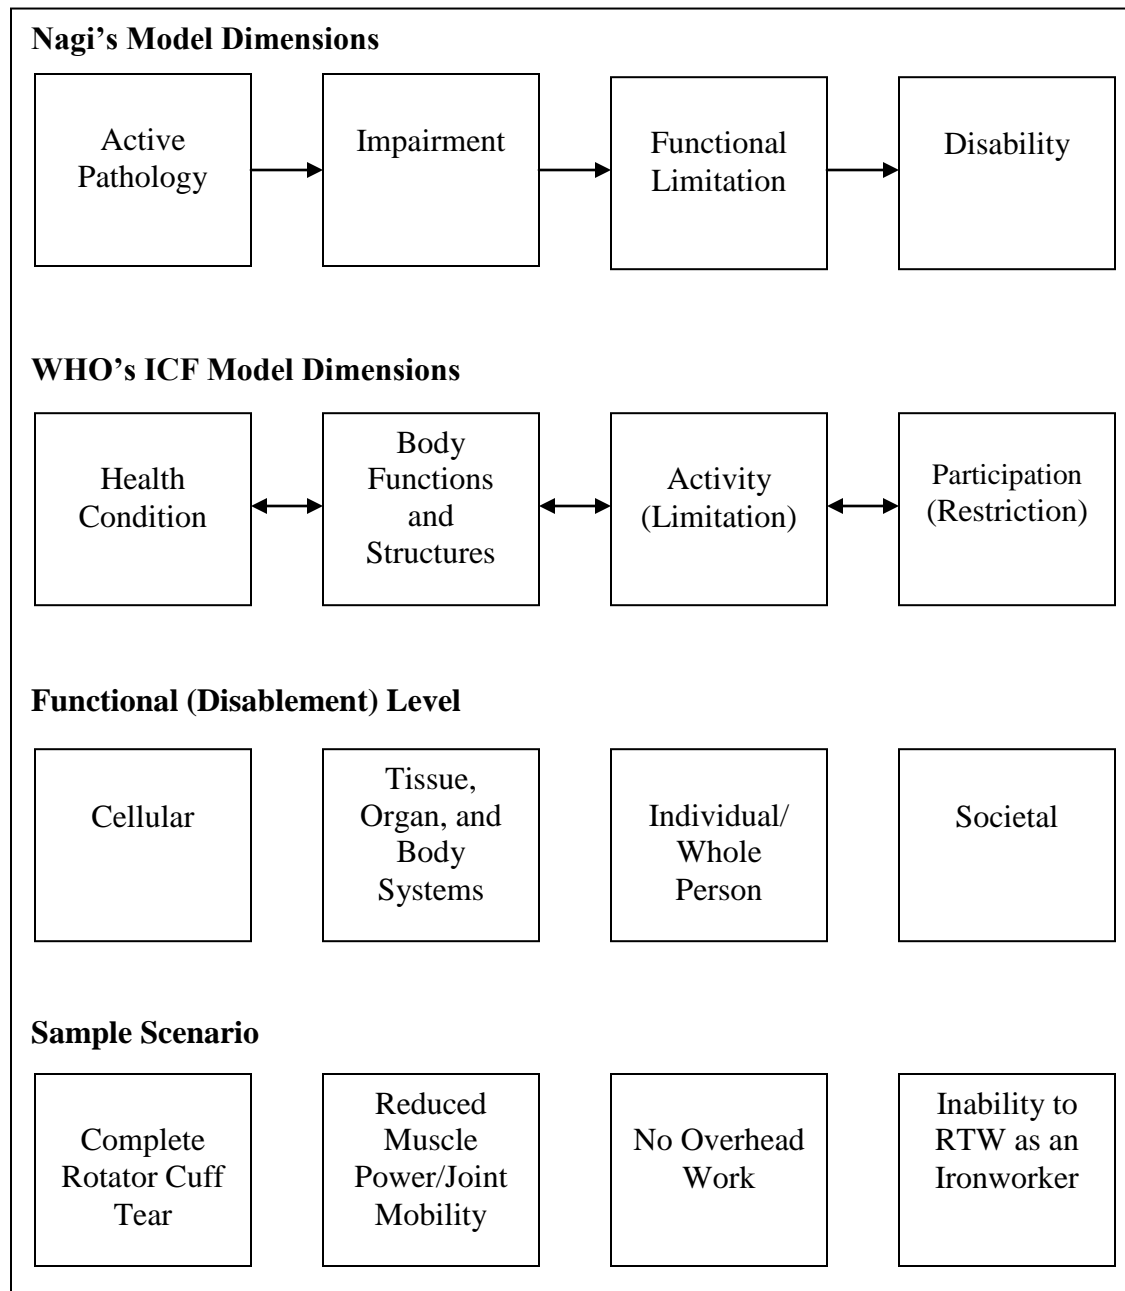 Nagi’s Model Dimensions
Active
Pathology
Impairment
Functional
Limitation
Disability
WHO’s ICF Model Dimensions
Health
Condition
Body
Functions
and
Structures
Activity
(Limitation)
Participation
(Restriction)
Functional (Disablement) Level
Cellular
Tissue,
Organ, and
Body
Systems
Individual/
Whole
Person
Societal
Sample Scenario
Complete
Rotator Cuff
Tear
Reduced
Muscle
Power/Joint
Mobility
No Overhead
Work
Inability to
RTW as an
Ironworker